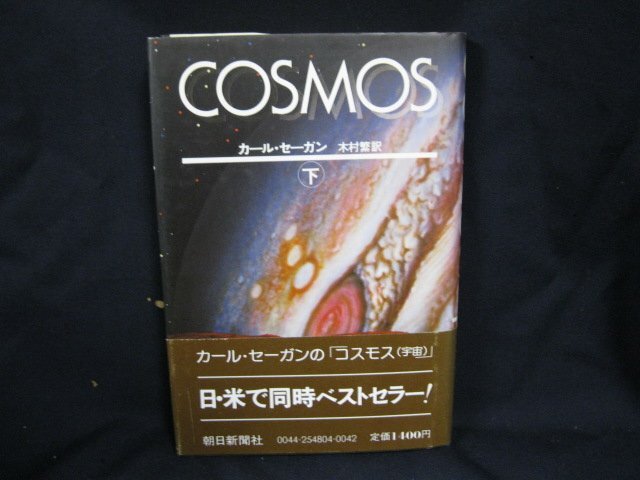 COSMOS
カール・セーガン 木村繁訳
下
カール・セーガンの「コスモス(宇宙)」
日・米で同時ベストセラー!
朝日新聞社 0044-254804-0042 定価1400円